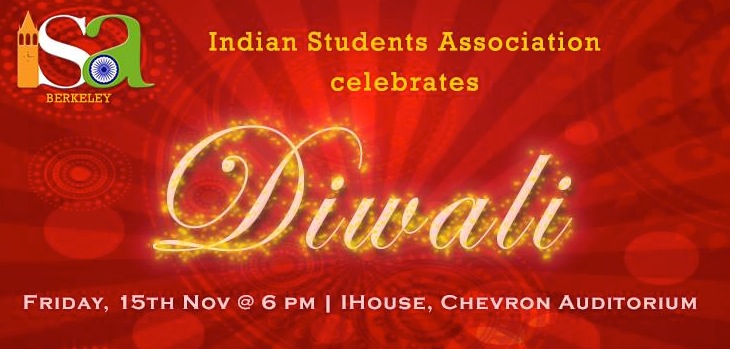 isa
BERKELEY
Indian Students Association
celebrates
Diwali
FRIDAY, 15TH NOV @ 6 PM | IHOUSE, CHEVRON AUDITORIUM